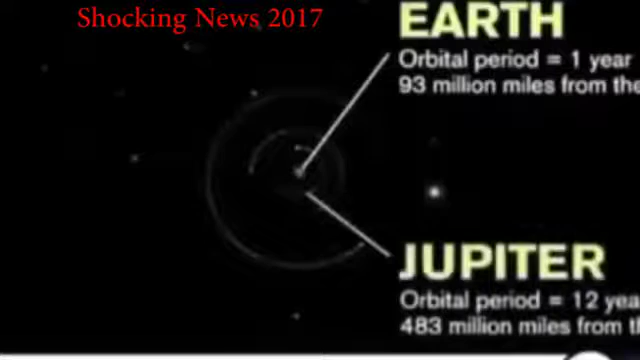 Shocking News 2017
EARTH
Orbital period = 1 year
93 million miles from the
JUPITER
Orbital period = 12 yea
483 million miles from th